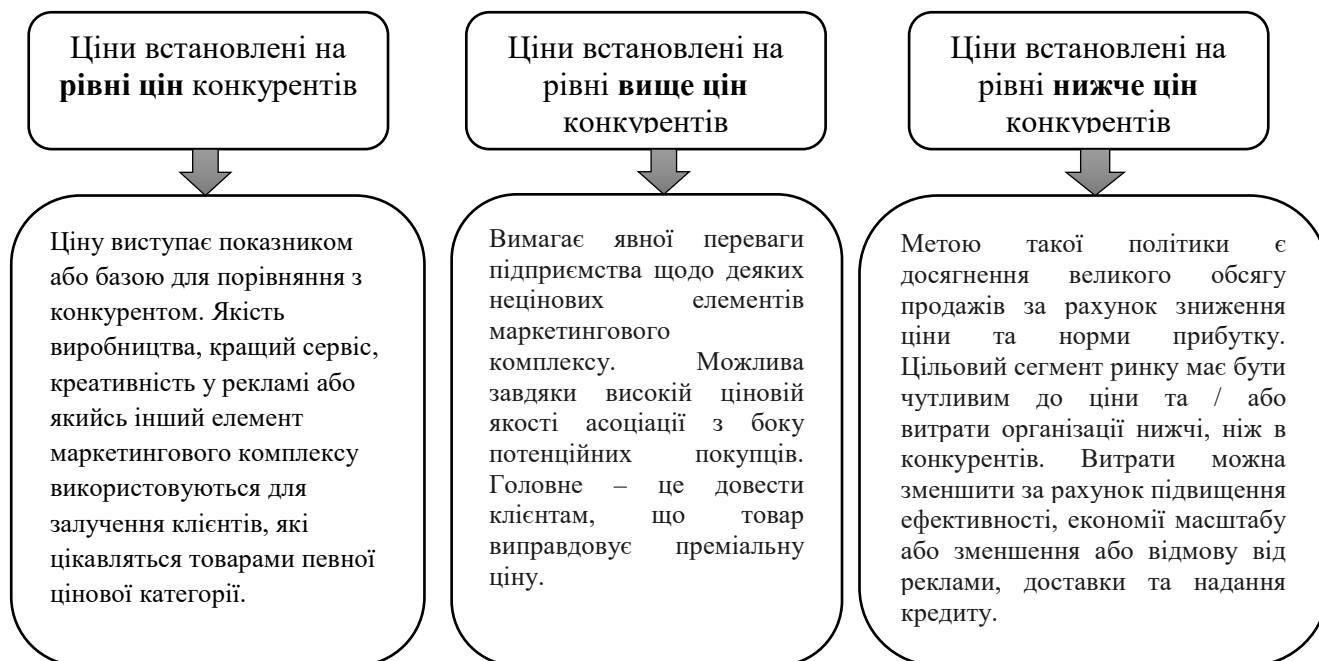 Ціни встановлені на
рівні цін конкурентів
Ціну виступає показником
або базою для порівняння з
конкурентом. Якість
виробництва, кращий сервіс,
креативність у рекламі або
якийсь інший елемент
маркетингового комплексу
використовуються для
залучення клієнтів, які
цікавляться товарами певної
цінової категорії.
Ціни встановлені на
рівні вище цін
конкурентів
Вимагає явної переваги
підприємства щодо деяких
нецінових елементів
маркетингового
комплексу. Можлива
завдяки високій ціновій
якості асоціації з боку
потенційних покупців.
Головне – це довести
клієнтам, що товар
виправдовує преміальну
ціну.
Ціни встановлені на
рівні нижче цін
конкурентів
Метою такої політики є
досягнення великого обсягу
продажів за рахунок зниження
ціни та норми прибутку.
Цільовий сегмент ринку має бути
чутливим до ціни та / або
витрати організації нижчі, ніж в
конкурентів. Витрати можна
зменшити за рахунок підвищення
ефективності, економії масштабу
або зменшення або відмову від
реклами, доставки та надання
кредиту.